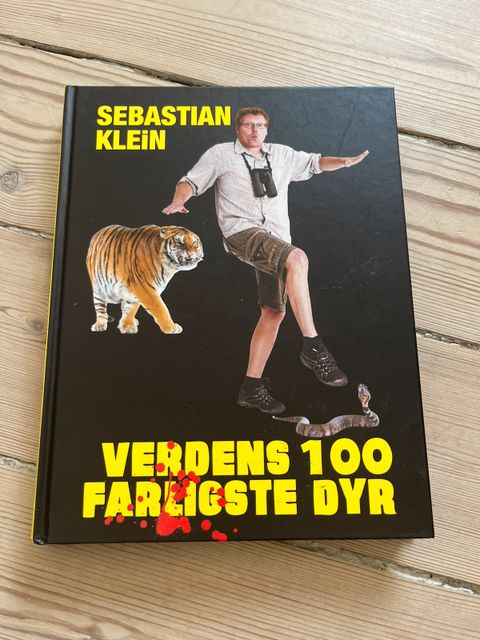 SEBASTIAN
KLEiN
VERDENS 100
FARLIGSTE DYR